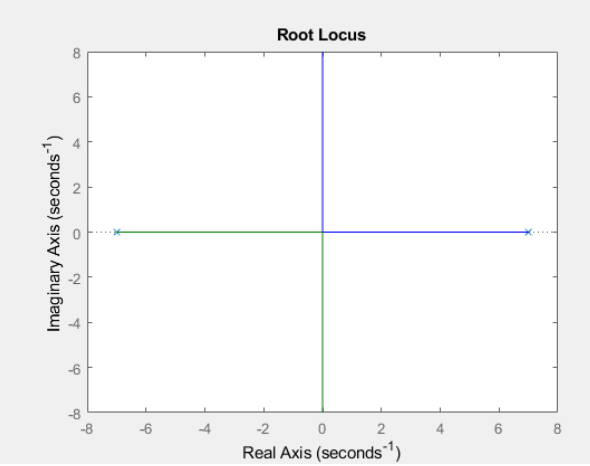 Root Locus
Imaginary Axis (seconds⁻¹)
8
6
4
2
0
-2
-4
-6
-8
-8 -6 -4 -2 0 2 4 6 8
Real Axis (seconds⁻¹)